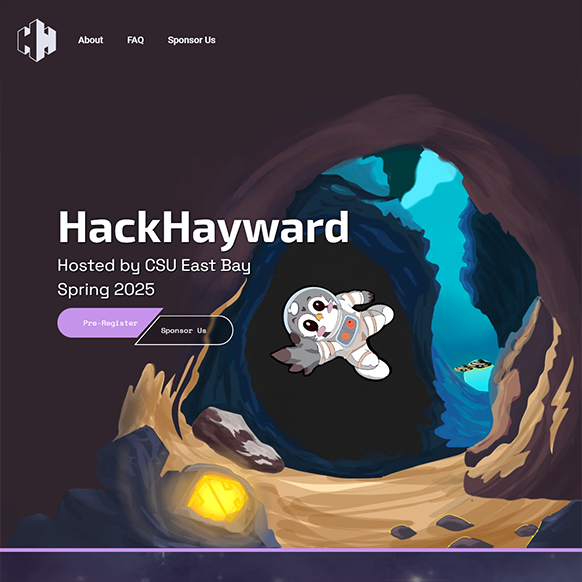 About FAQ Sponsor Us
HackHayward
Hosted by CSU East Bay
Spring 2025
Pre-Register
Sponsor Us